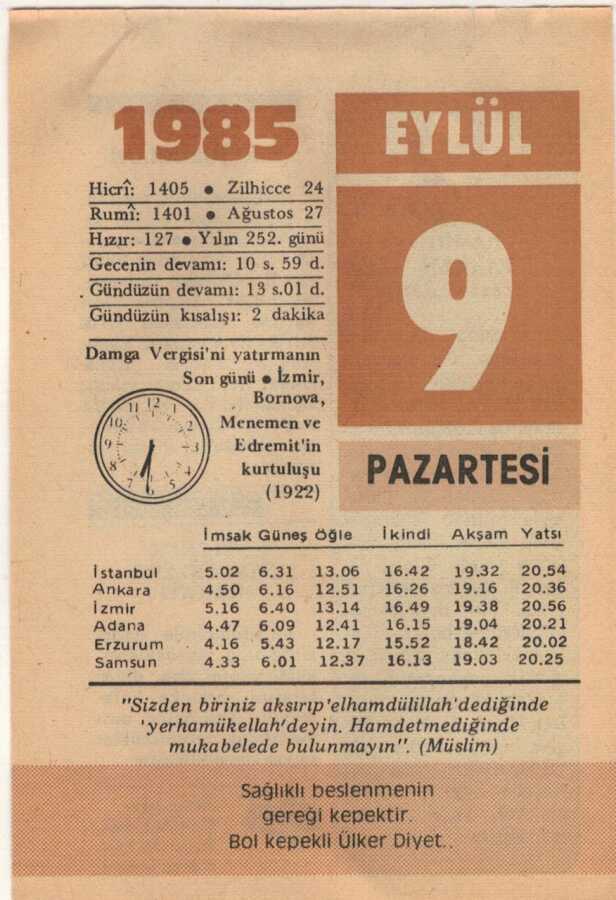 1985
EYLÜL
9
PAZARTESİ
Hicrî: 1405 ● Zilhicce 24
Rumî: 1401 ● Ağustos 27
Hızır: 127 ● Yılın 252. günü
Gecenin devamı: 10 s. 59 d.
Gündüzün devamı: 13 s.01 d.
Gündüzün kısalışı: 2 dakika
Damga Vergisi'ni yatırmanın
Son günü ● İzmir,
Bornova,
Menemen ve
Edremit'in
kurtuluşu
(1922)
İmsak Güneş Öğle İkindi Akşam Yatsı
İstanbul 5.02 6.31 13.06 16.42 19.32 20.54
Ankara 4.50 6.16 12.51 16.26 19.16 20.36
İzmir 5.16 6.40 13.14 16.49 19.38 20.56
Adana 4.47 6.09 12.41 16.15 19.04 20.21
Erzurum 4.16 5.43 12.17 15.52 18.42 20.02
Samsun 4.33 6.01 12.37 16.13 19.03 20.25
"Sizden biriniz aksırıp 'elhamdülillah' dediğinde
'yerhamükellah' deyin. Hamdetmediğinde
mukabelede bulunmayın". (Müslim)
Sağlıklı beslenmenin
gereği kepektir.
Bol kepekli Ülker Diyet..